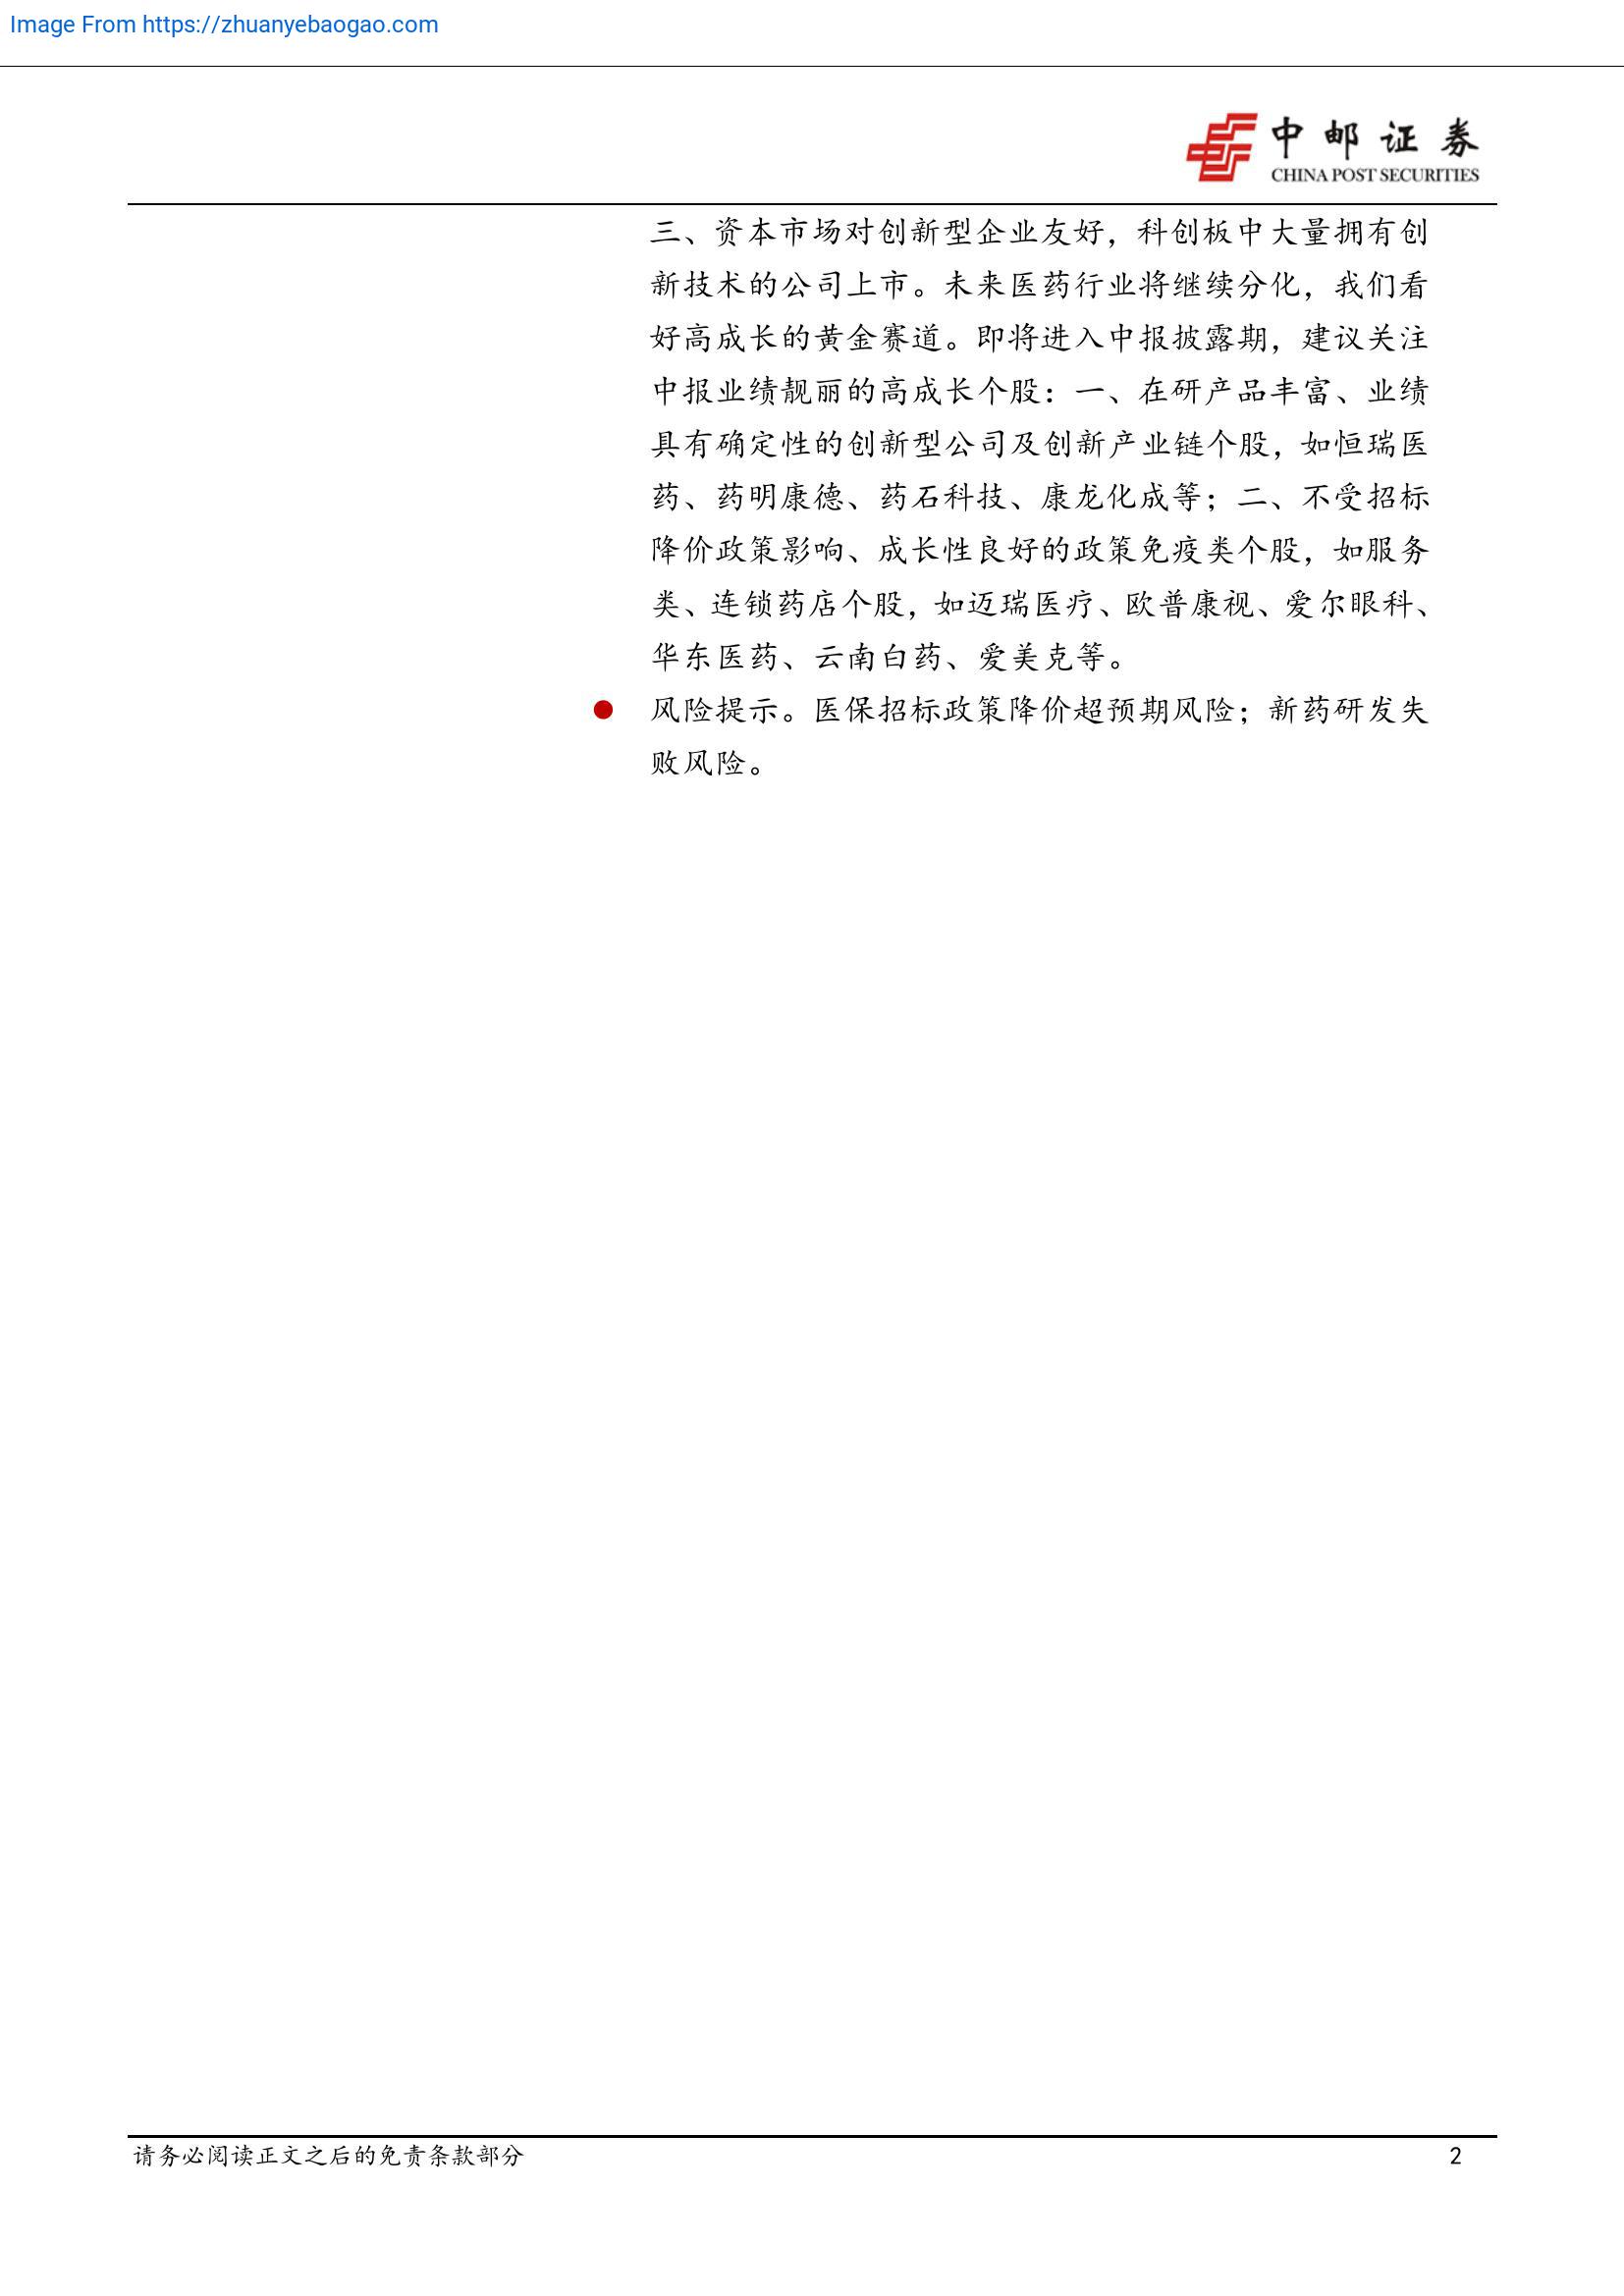 Image From https://zhuanyebaogao.com
中邮证券
CHINA POST SECURITIES
三、资本市场对创新型企业友好，科创板中大量拥有创
新技术的公司上市。未来医药行业将继续分化，我们看
好高成长的黄金赛道。即将进入中报披露期，建议关注
中报业绩靓丽的高成长个股：一、在研产品丰富、业绩
具有确定性的创新型公司及创新产业链个股，如恒瑞医
药、药明康德、药石科技、康龙化成等；二、不受招标
降价政策影响、成长性良好的政策免疫类个股，如服务
类、连锁药店个股，如迈瑞医疗、欧普康视、爱尔眼科、
华东医药、云南白药、爱美克等。
● 风险提示。医保招标政策降价超预期风险；新药研发失
败风险。
请务必阅读正文之后的免责条款部分 2